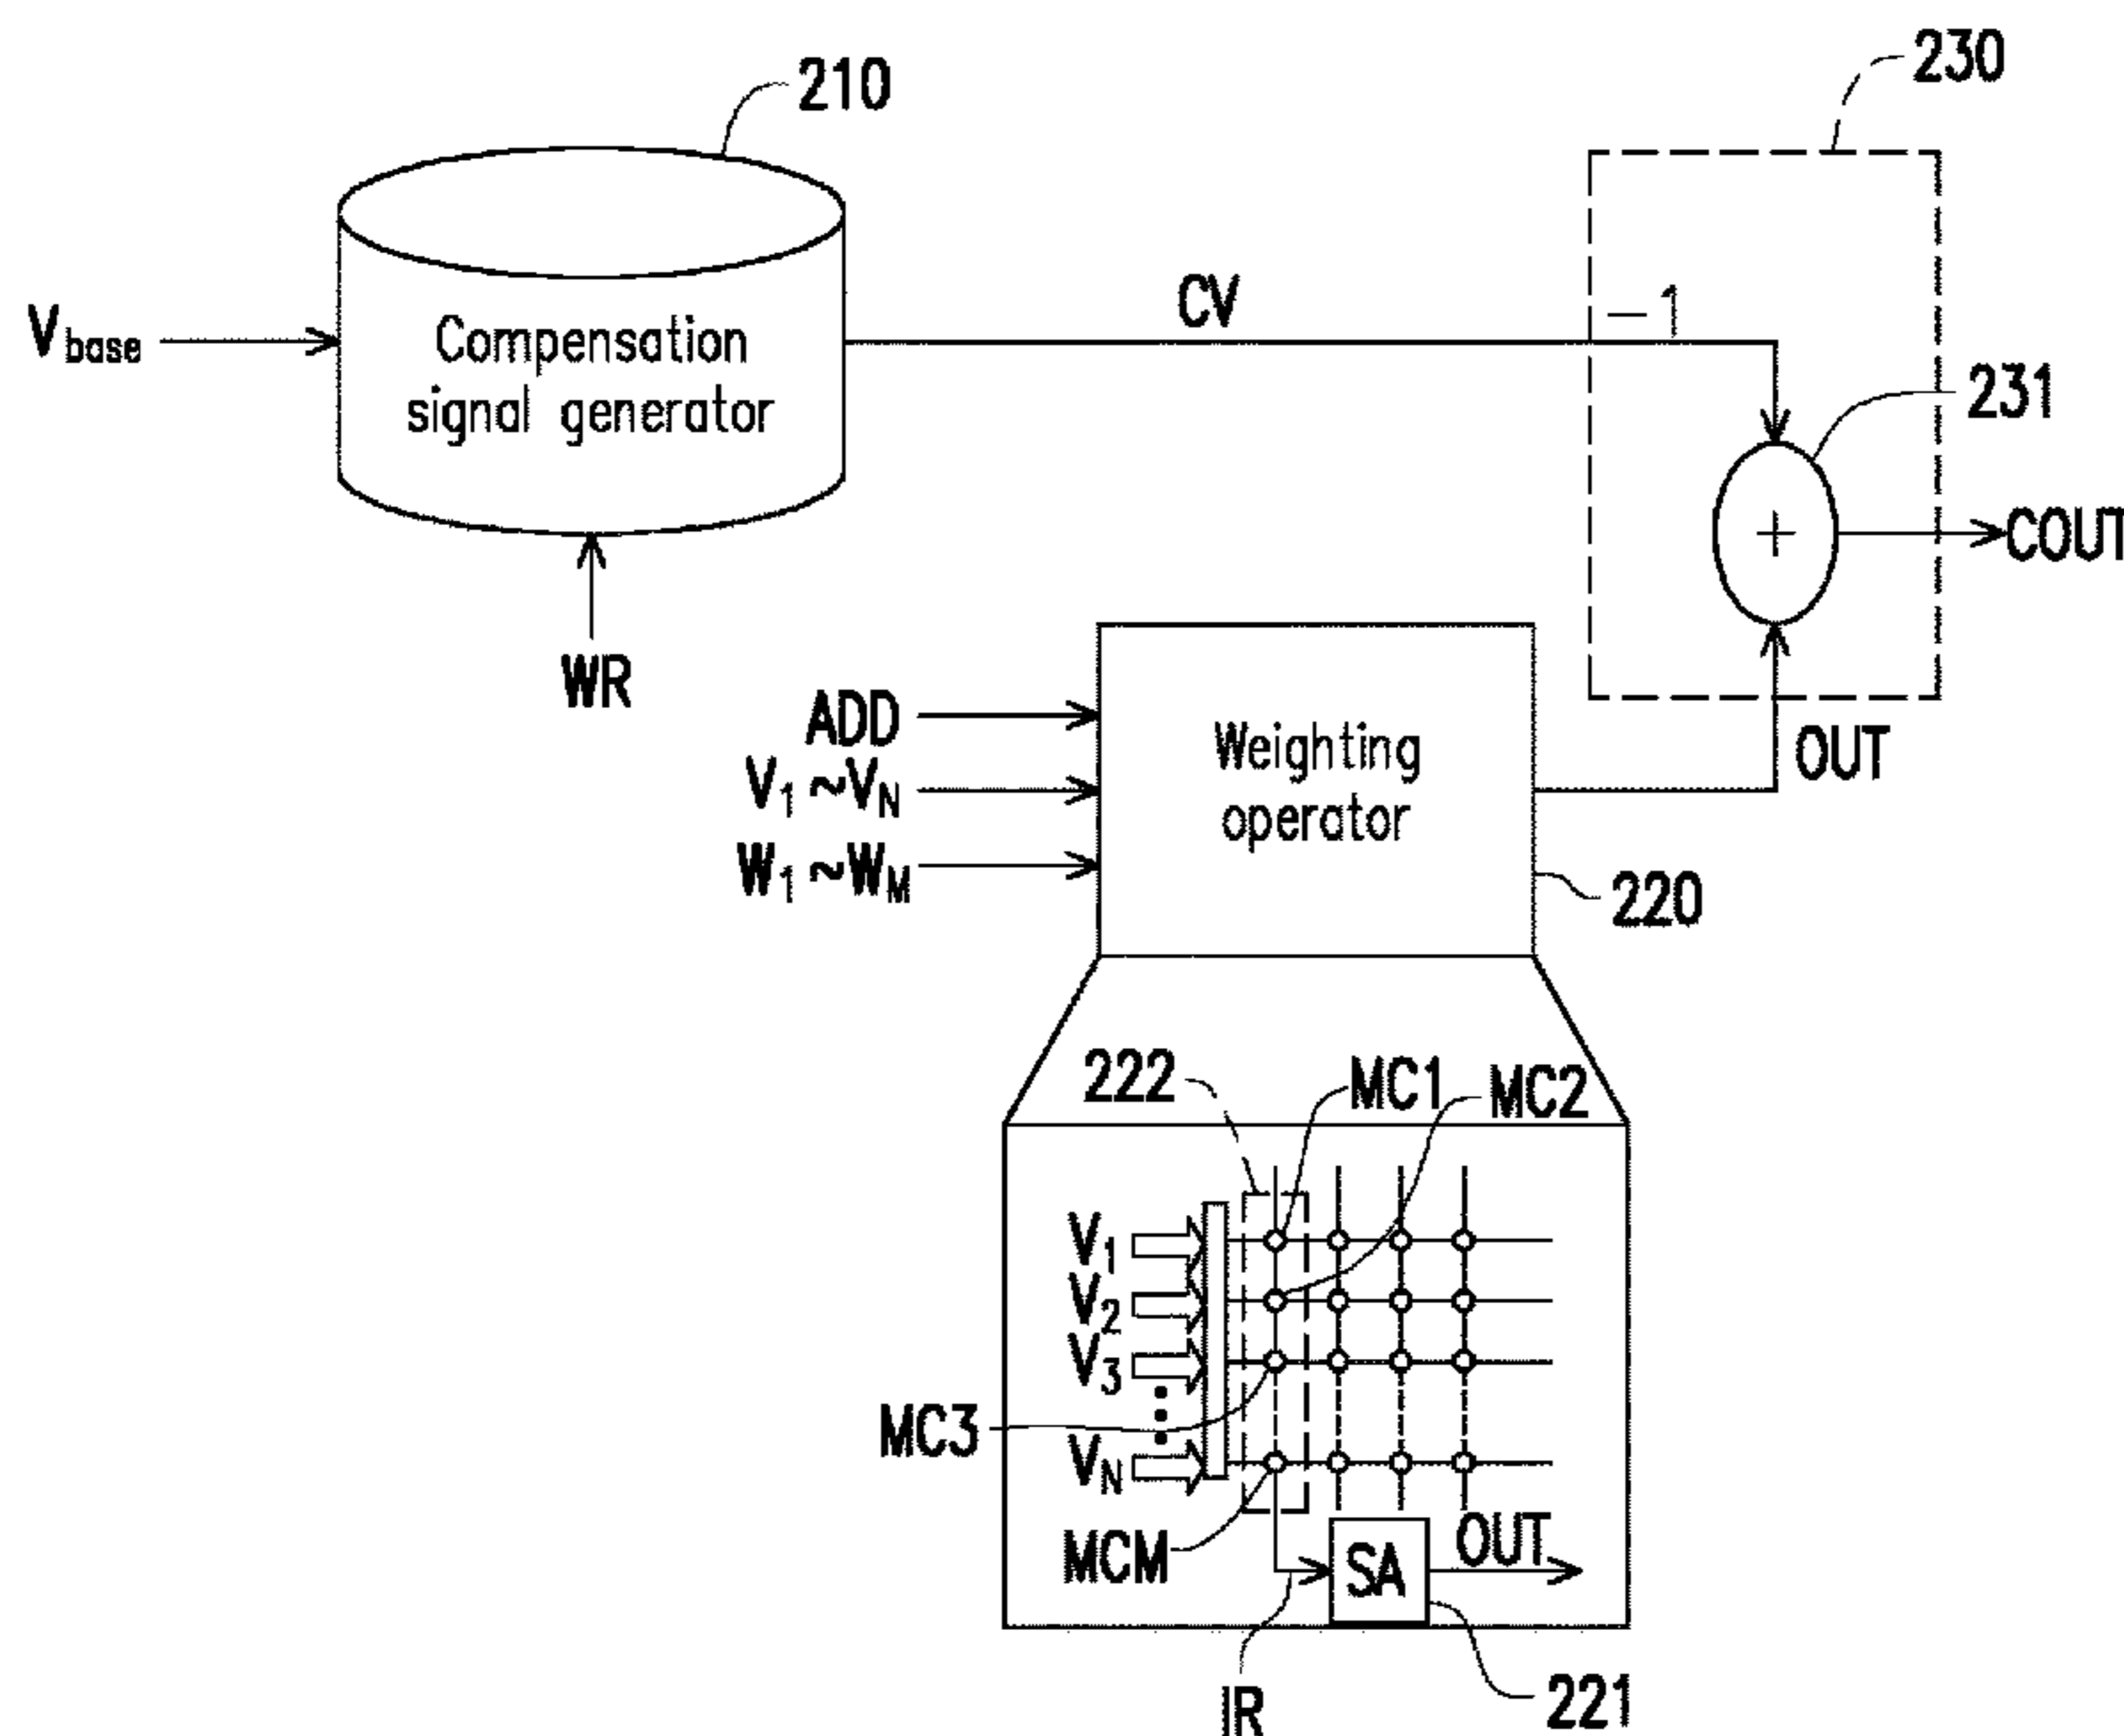 210
230
V base
Compensation
signal generator
CV
-1
231
+
COUT
WR
ADD
V1 ~VN
W1 ~WM
Weighting
operator
OUT
220
222
MC1
MC2
V1
V2
V3
VN
MC3
MCM
SA
OUT
IR
221